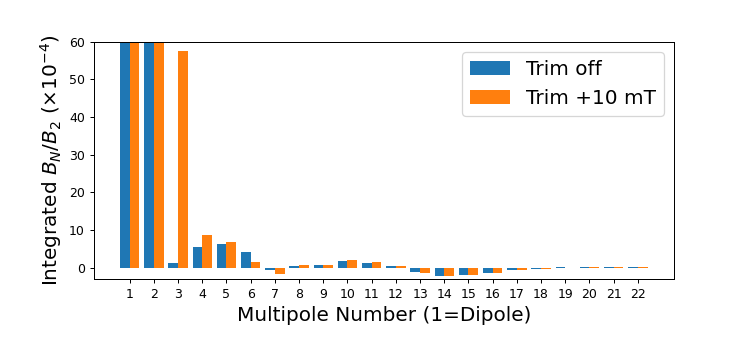 Integrated $B_N/B_2$ (×10$^{-4}$)
60
50
40
30
20
10
0
Trim off
Trim +10 mT
1 2 3 4 5 6 7 8 9 10 11 12 13 14 15 16 17 18 19 20 21 22
Multipole Number (1=Dipole)